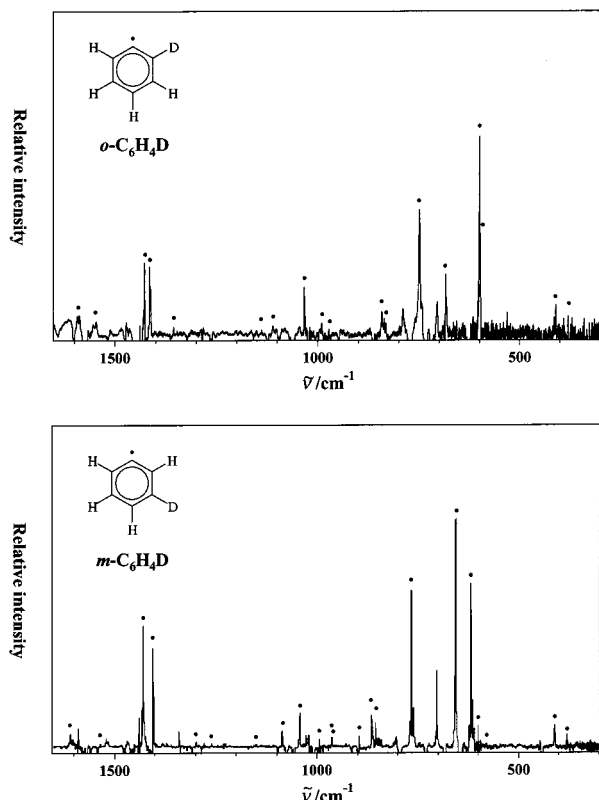 H
D
H
H
H
o-C₆H₄D
Relative intensity
1500
1000
500
ṽ/cm⁻¹
H
H
H
D
H
m-C₆H₄D
Relative intensity
1500
1000
500
ṽ/cm⁻¹